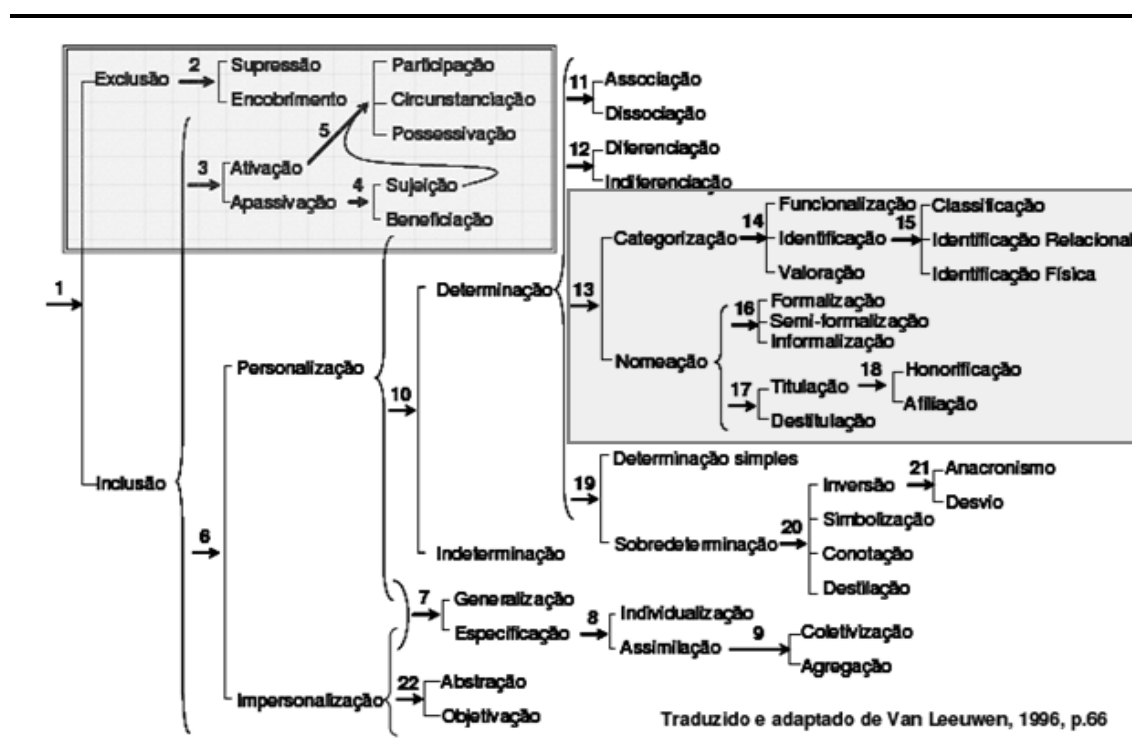 Exclusão
2
Supressão
Encobrimento
Participação
Circunstanciação
Possessivação
5
3
Ativação
Apassivação
4
Sujeição
Beneficiação
11
Associação
Dissociação
12
Diferenciação
Indiferenciação
1
Determinação
13
Categorização
14
Funcionalização
Identificação
Valoração
15
Classificação
Identificação Relacional
Identificação Física
Nomeação
16
Formalização
Semi-formalização
Informalização
17
Titulação
Destitulação
18
Honorificação
Afiliação
Personalização
10
Inclusão
6
Indeterminação
19
Determinação simples
Sobredeterminação
20
Inversão
Simbolização
Conotação
Destilação
21
Anacronismo
Desvio
7
Generalização
Especificação
8
Individualização
Assimilação
9
Coletivização
Agregação
Impersonalização
22
Abstração
Objetivação
Traduzido e adaptado de Van Leeuwen, 1996, p.66